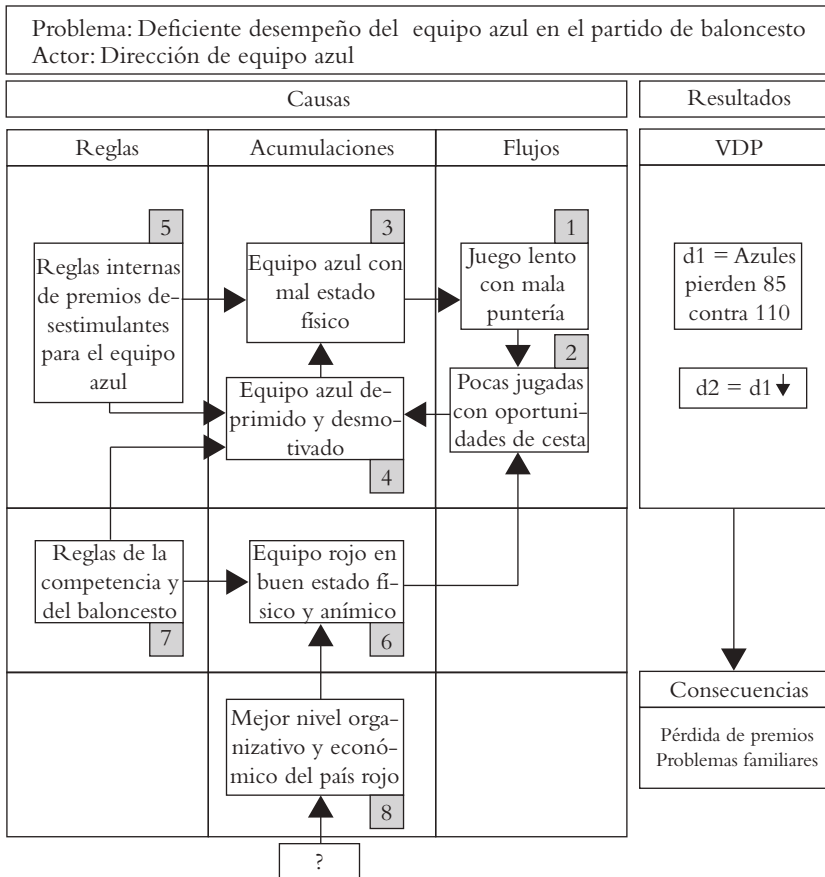 Problema: Deficiente desempeño del equipo azul en el partido de baloncesto
Actor: Dirección de equipo azul
Causas
Resultados
Reglas
Acumulaciones
Flujos
VDP
5
Reglas internas
de premios de-
sestimulantes
para el equipo
azul
3
Equipo azul con
mal estado
físico
1
Juego lento
con mala
puntería
d1 = Azules
pierden 85
contra 110
2
Pocas jugadas
con oportuni-
dades de cesta
Equipo azul de-
primido y desmo-
tivado
4
d2 = d1
Reglas de la
competencia y
del baloncesto
7
Equipo rojo en
buen estado fí-
sico y anímico
6
Mejor nivel orga-
nizativo y econó-
mico del país rojo
8
?
Consecuencias
Pérdida de premios
Problemas familiares